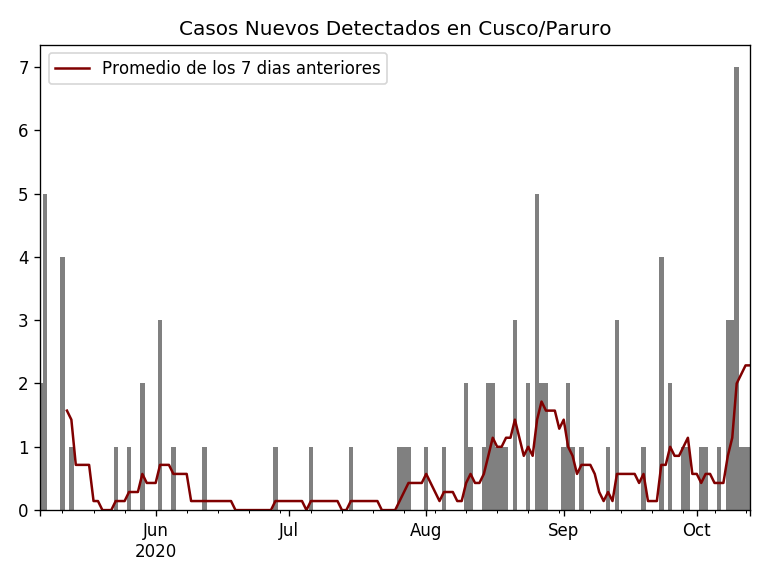 Casos Nuevos Detectados en Cusco/Paruro
Promedio de los 7 dias anteriores
7
6
5
4
3
2
1
0
Jun
2020
Jul
Aug
Sep
Oct